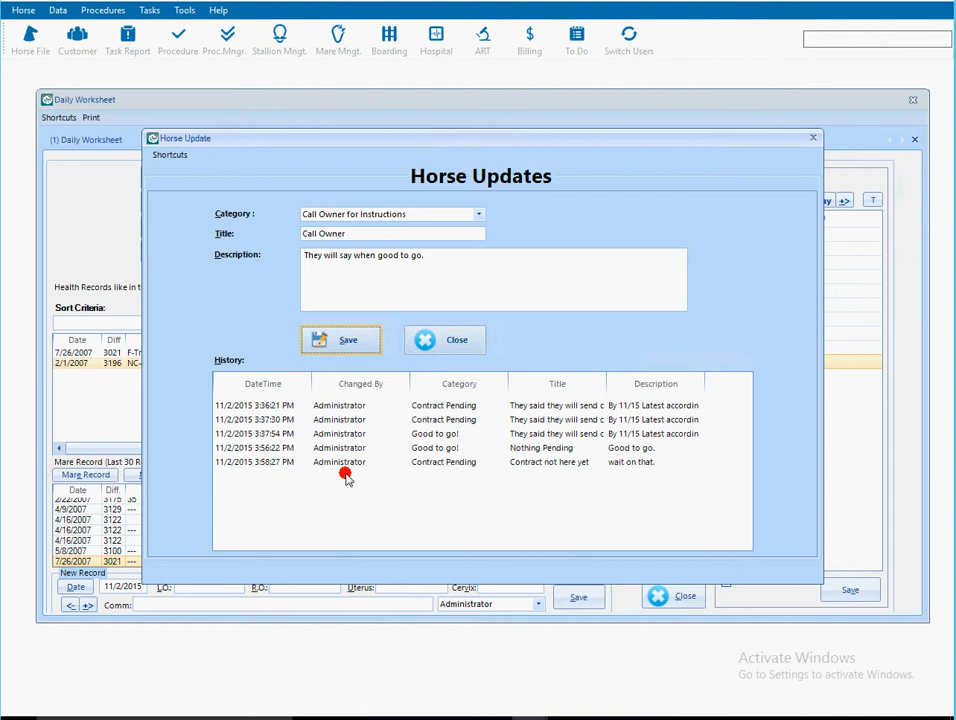 Horse Data Procedures Tasks Tools Help
Horse File Customer Task Report Procedure Proc.Mngr. Stallion Mngt. Mare Mngt. Boarding Hospital ART Billing To Do Switch Users
Daily Worksheet
Shortcuts Print
(1) Daily Worksheet
Horse Update
Shortcuts
Horse Updates
Category : Call Owner for Instructions
Title: Call Owner
Description: They will say when good to go.
Save Close
History:
DateTime Changed By Category Title Description
11/2/2015 3:36:21 PM Administrator Contract Pending They said they will send c By 11/15 Latest accordin
11/2/2015 3:37:30 PM Administrator Contract Pending They said they will send c By 11/15 Latest accordin
11/2/2015 3:37:54 PM Administrator Good to go! They said they will send c By 11/15 Latest accordin
11/2/2015 3:56:22 PM Administrator Good to go! Nothing Pending Good to go.
11/2/2015 3:58:27 PM Administrator Contract Pending Contract not here yet wait on that.
ay +> T
Health Records like in t
Sort Criteria:
Date Diff
7/26/2007 3021 F-Tr
2/1/2007 3196 NC-
Mare Record (Last 30 R
Mare Record
Date Diff.
2/22/2007 3175 35
4/9/2007 3129 ---
4/16/2007 3122
4/16/2007 3122 ---
4/16/2007 3122 ---
5/8/2007 3100 ---
7/26/2007 3021 ---
New Record
Date 11/2/2015 L.O.: R.O.: Uterus: Cervix:
<- +> Comm: Administrator Save Close Save
Activate Windows
Go to Settings to activate Windows.